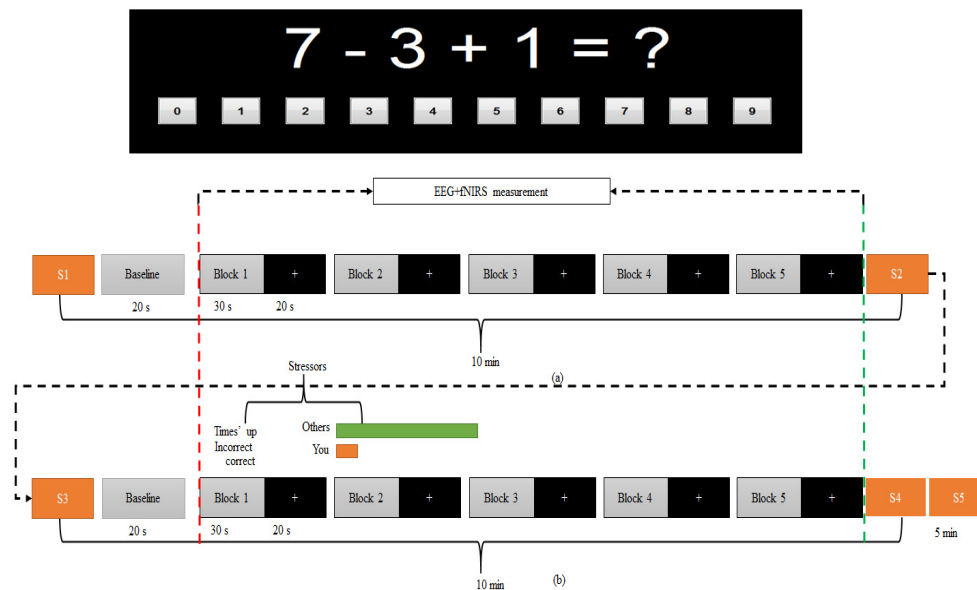 7 - 3 + 1 = ?
0 1 2 3 4 5 6 7 8 9
EEG+fNIRS measurement
S1 Baseline Block 1 + Block 2 + Block 3 + Block 4 + Block 5 + S2
20 s 30 s 20 s
10 min
(a)
Stressors
Times’ up
Incorrect
correct
Others
You
S3 Baseline Block 1 + Block 2 + Block 3 + Block 4 + Block 5 + S4 S5
20 s 30 s 20 s 5 min
10 min
(b)